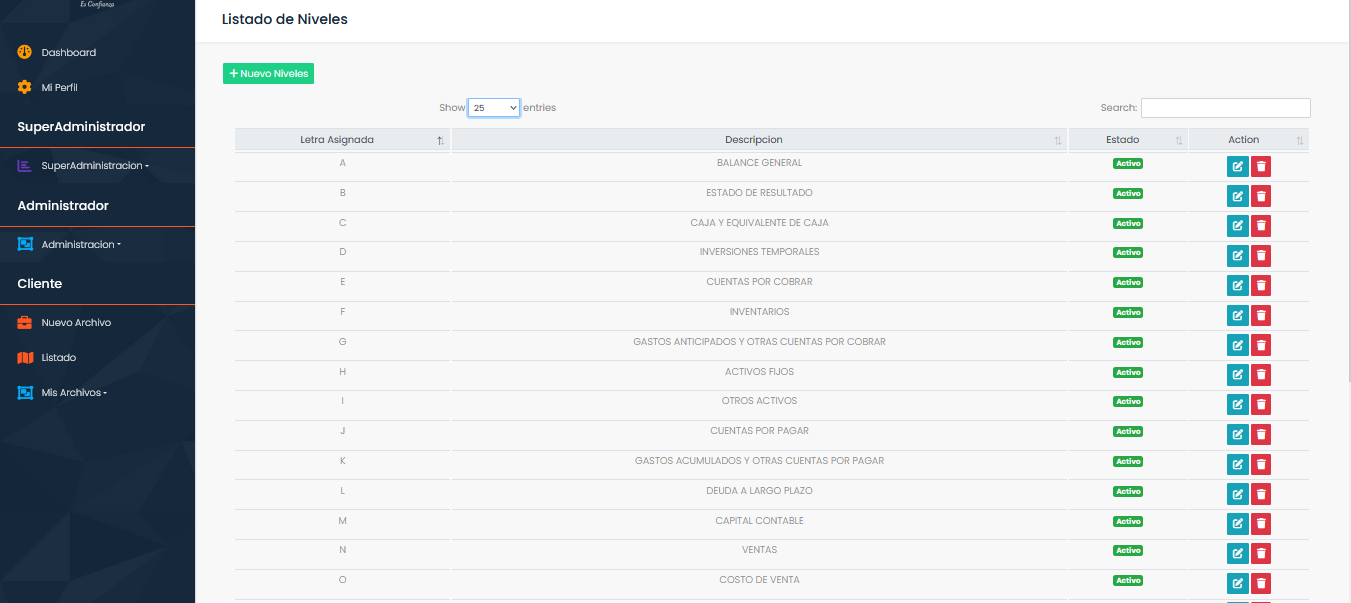 Es Confianza
Listado de Niveles
Dashboard
Mi Perfil
SuperAdministrador
SuperAdministracion
Administrador
Administracion
Cliente
Nuevo Archivo
Listado
Mis Archivos
+ Nuevo Niveles
Show 25 entries Search:
Letra Asignada Descripcion Estado Action
A BALANCE GENERAL Activo
B ESTADO DE RESULTADO Activo
C CAJA Y EQUIVALENTE DE CAJA Activo
D INVERSIONES TEMPORALES Activo
E CUENTAS POR COBRAR Activo
F INVENTARIOS Activo
G GASTOS ANTICIPADOS Y OTRAS CUENTAS POR COBRAR Activo
H ACTIVOS FIJOS Activo
I OTROS ACTIVOS Activo
J CUENTAS POR PAGAR Activo
K GASTOS ACUMULADOS Y OTRAS CUENTAS POR PAGAR Activo
L DEUDA A LARGO PLAZO Activo
M CAPITAL CONTABLE Activo
N VENTAS Activo
O COSTO DE VENTA Activo